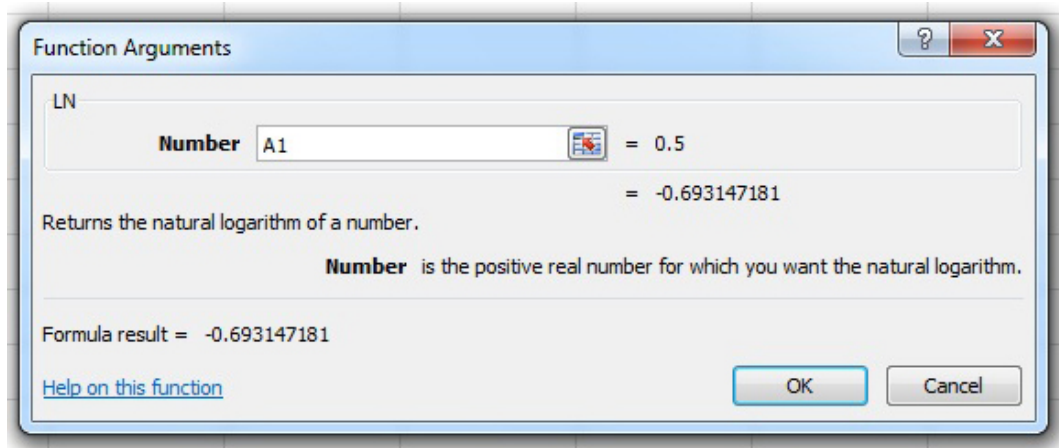 Function Arguments
LN
Number A1 = 0.5
= -0.693147181
Returns the natural logarithm of a number.
Number is the positive real number for which you want the natural logarithm.
Formula result = -0.693147181
Help on this function OK Cancel